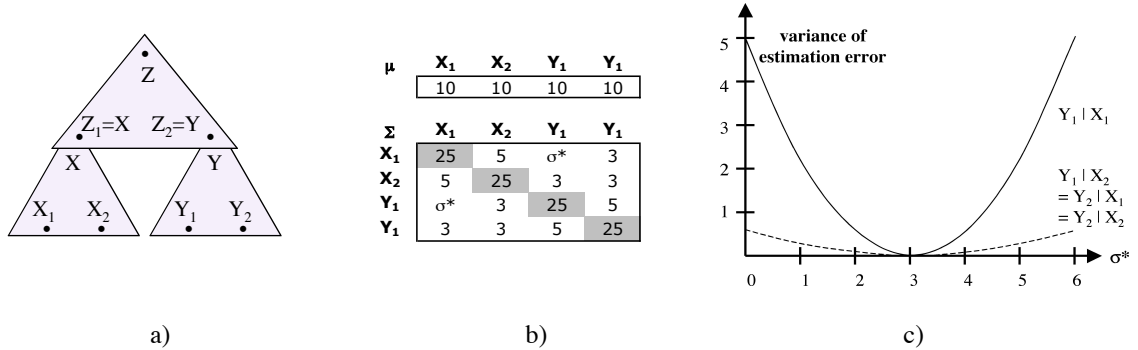 Z
Z₁=X Z₂=Y
X Y
X₁ X₂ Y₁ Y₂
a)
μ X₁ X₂ Y₁ Y₁
10 10 10 10
Σ X₁ X₂ Y₁ Y₁
X₁ 25 5 σ* 3
X₂ 5 25 3 3
Y₁ σ* 3 25 5
Y₁ 3 3 5 25
b)
variance of
estimation error
5
4
3
2
1
0 1 2 3 4 5 6
σ*
Y₁ | X₁
Y₁ | X₂
= Y₂ | X₁
= Y₂ | X₂
c)